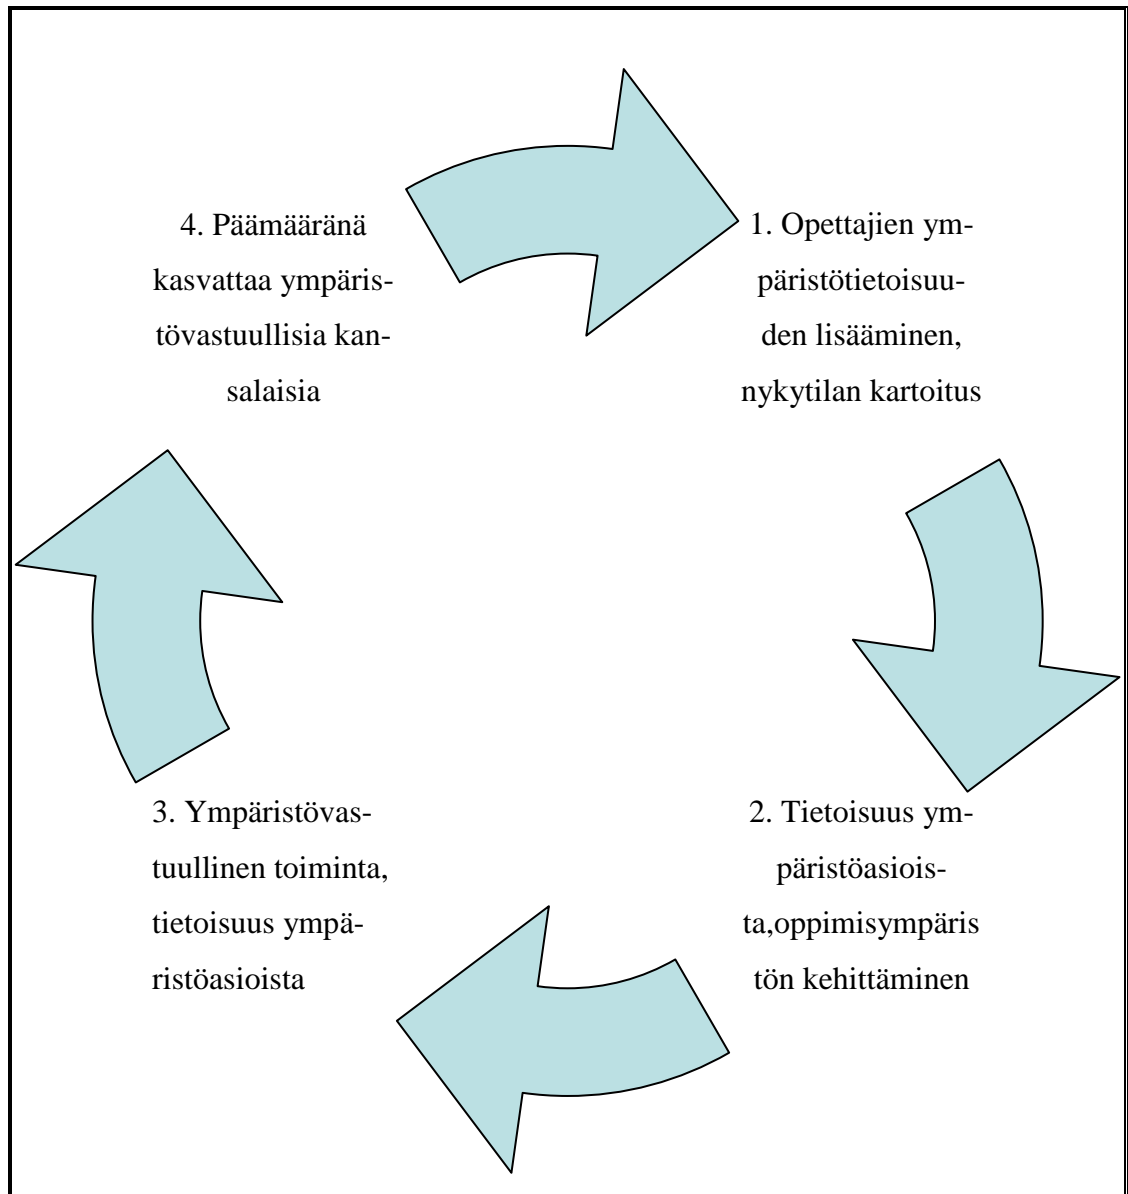 4. Päämääränä
kasvattaa ympäris-
tövastuullisia kan-
salaisia
1. Opettajien ym-
päristötietoisuu-
den lisääminen,
nykytilan kartoitus
3. Ympäristövas-
tuullinen toiminta,
tietoisuus ympä-
ristöasioista
2. Tietoisuus ym-
päristöasiois-
ta,oppimisympäris
tön kehittäminen